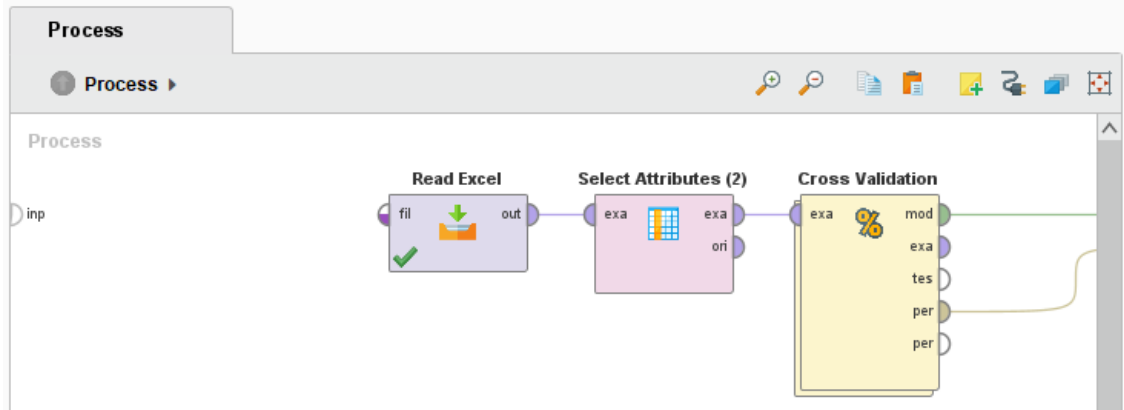 Process
Process
Process
Read Excel
Select Attributes (2)
Cross Validation
inp
fil
out
exa
exa
ori
exa
mod
exa
tes
per
per